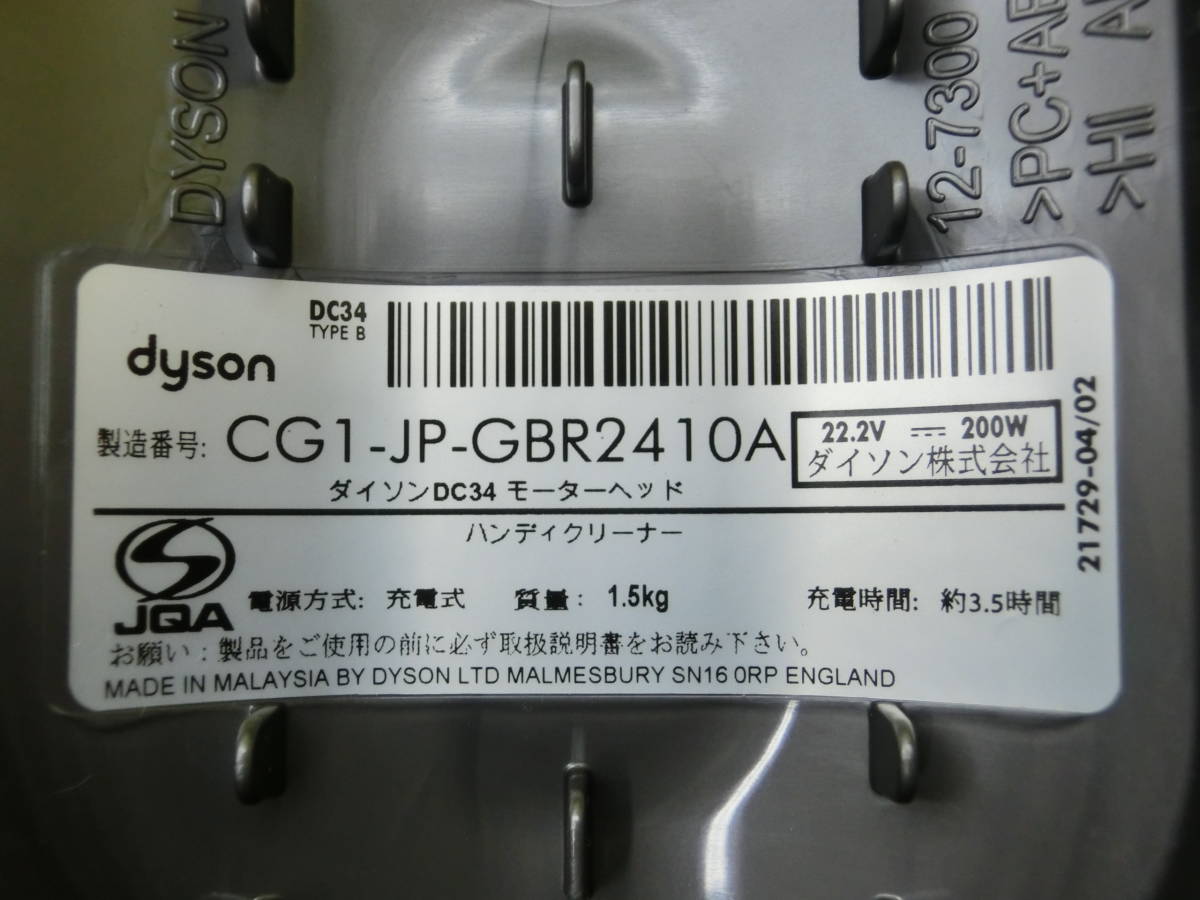 DYSON
12-7300
>PC+AB
>HI A
DC34
TYPE B
dyson
製造番号: CG1-JP-GBR2410A
22.2V ⎓ 200W
ダイソン株式会社
ダイソンDC34 モーターヘッド
21729-04/02
ハンディクリーナー
JQA
電源方式: 充電式 質量: 1.5kg 充電時間: 約3.5時間
お願い:製品をご使用の前に必ず取扱説明書をお読み下さい。
MADE IN MALAYSIA BY DYSON LTD MALMESBURY SN16 0RP ENGLAND